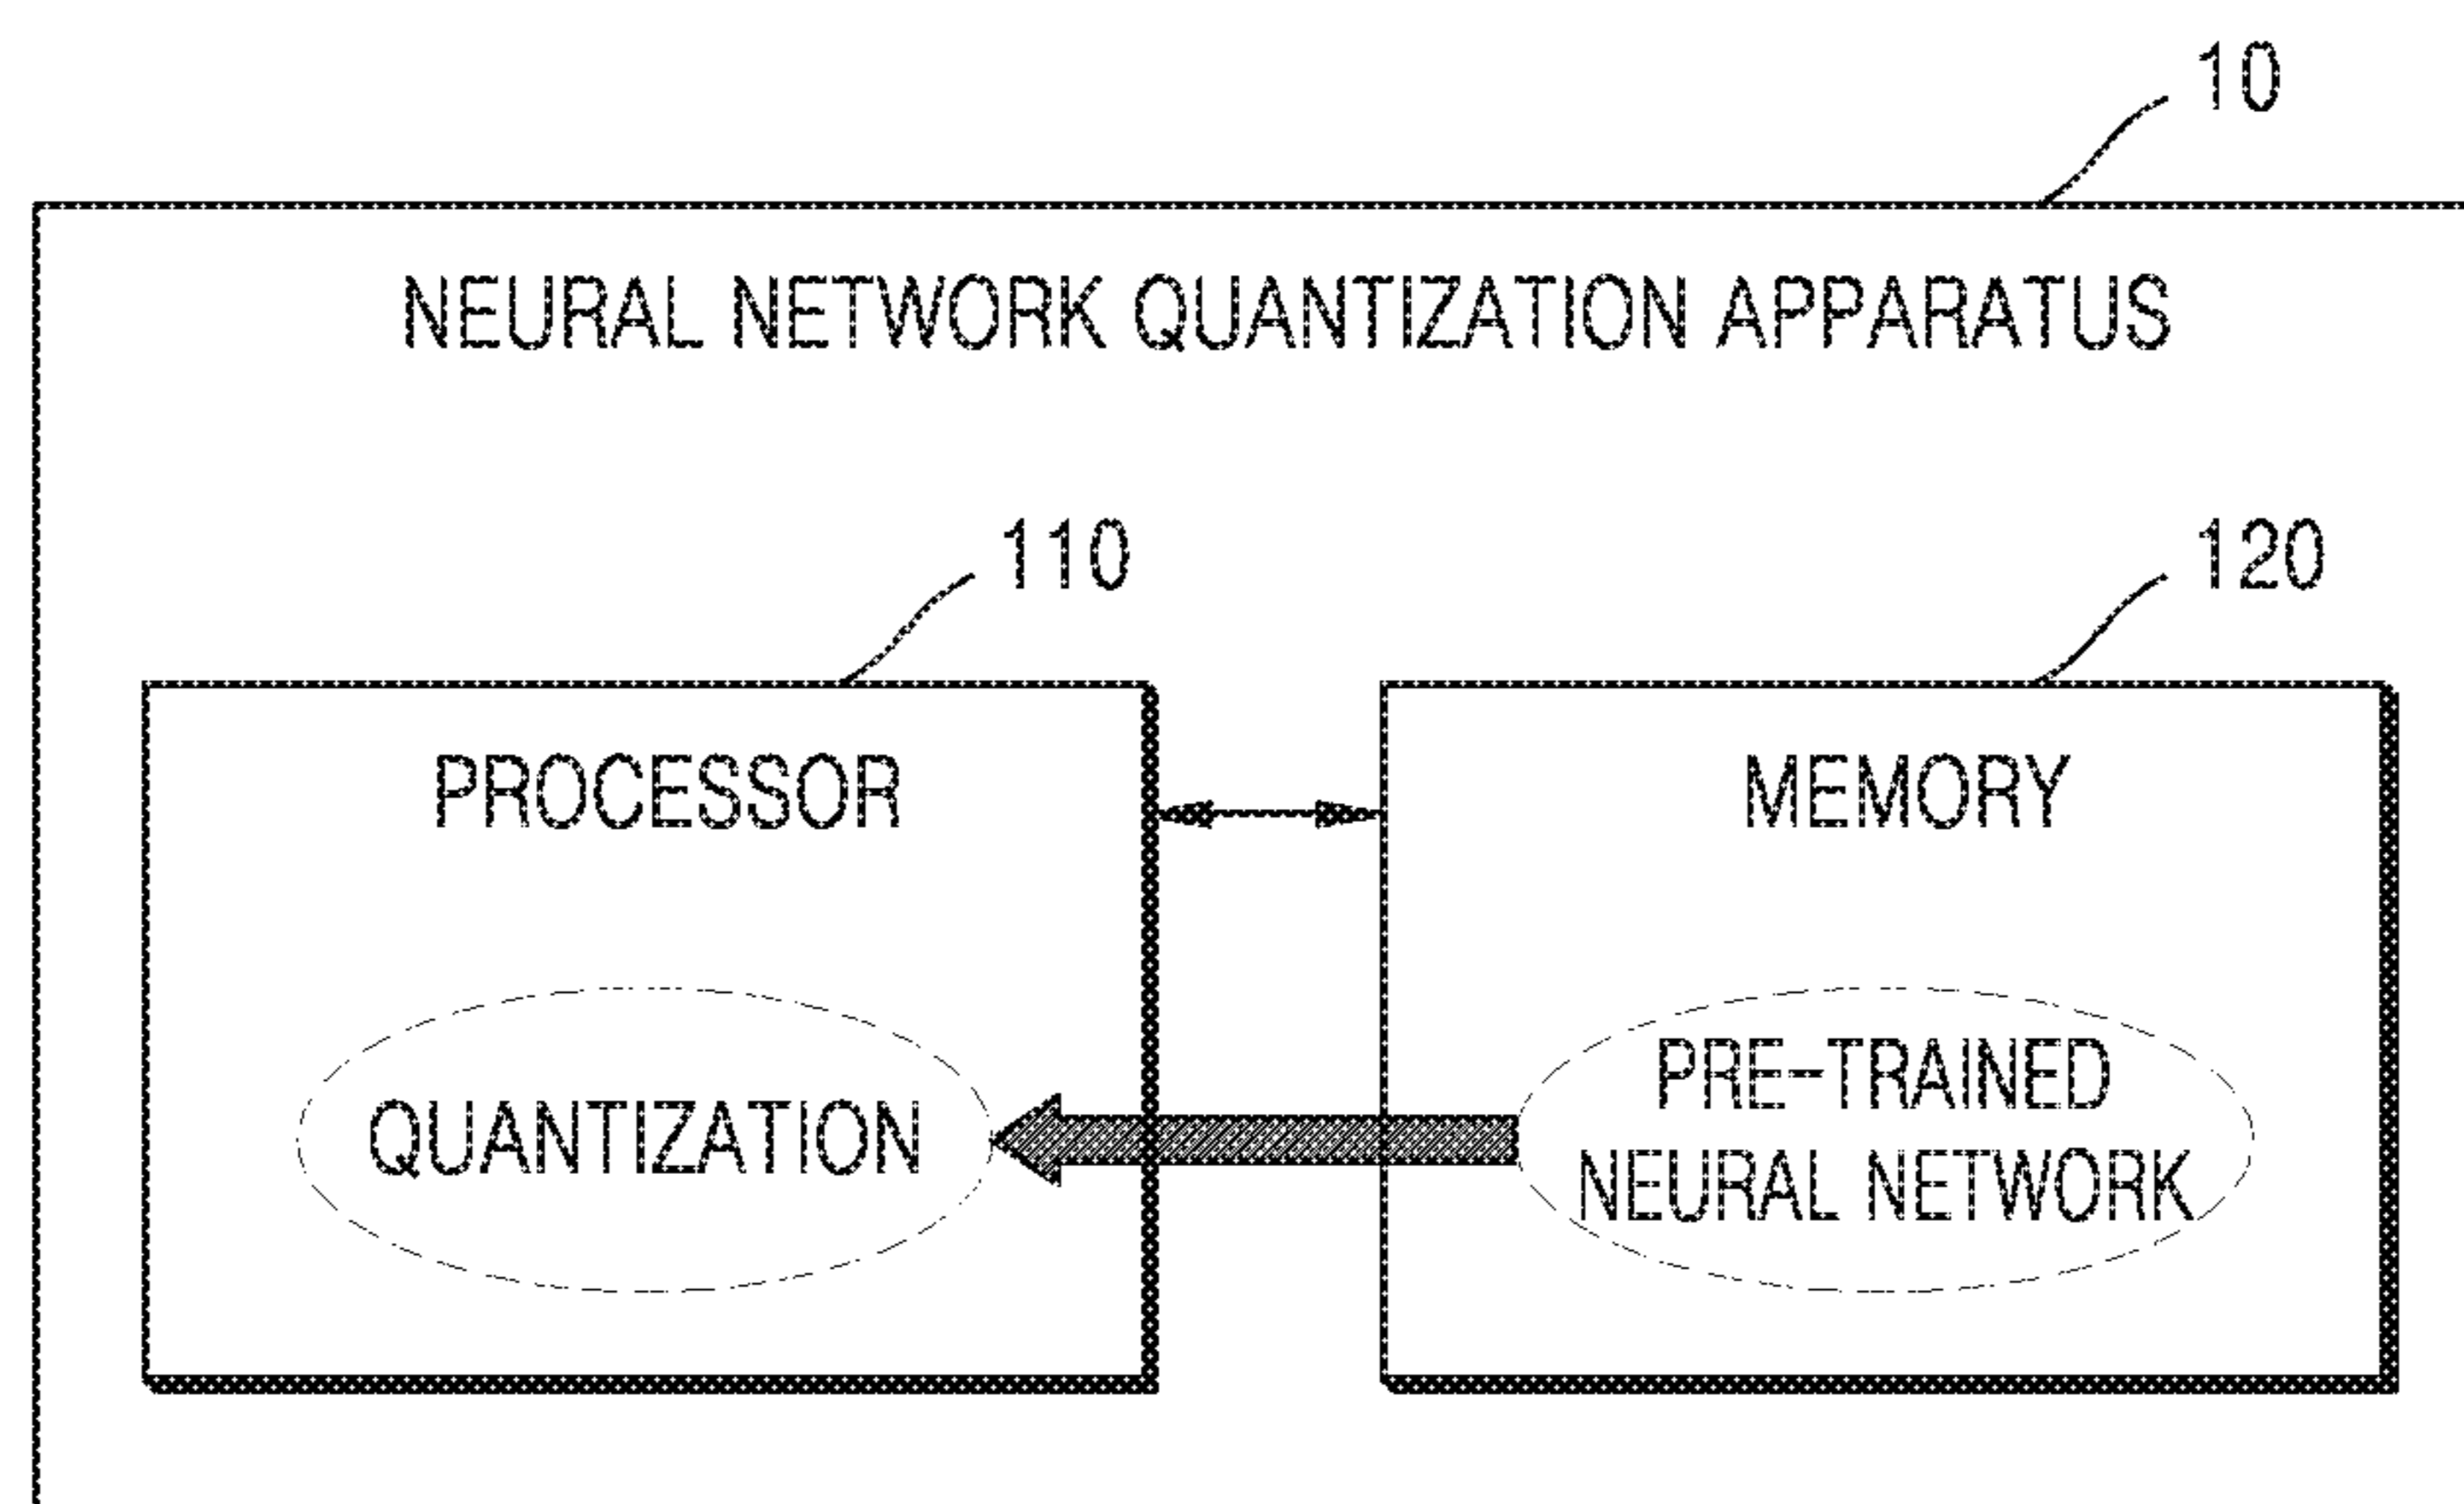 10
NEURAL NETWORK QUANTIZATION APPARATUS
110
120
PROCESSOR
MEMORY
QUANTIZATION
PRE-TRAINED
NEURAL NETWORK